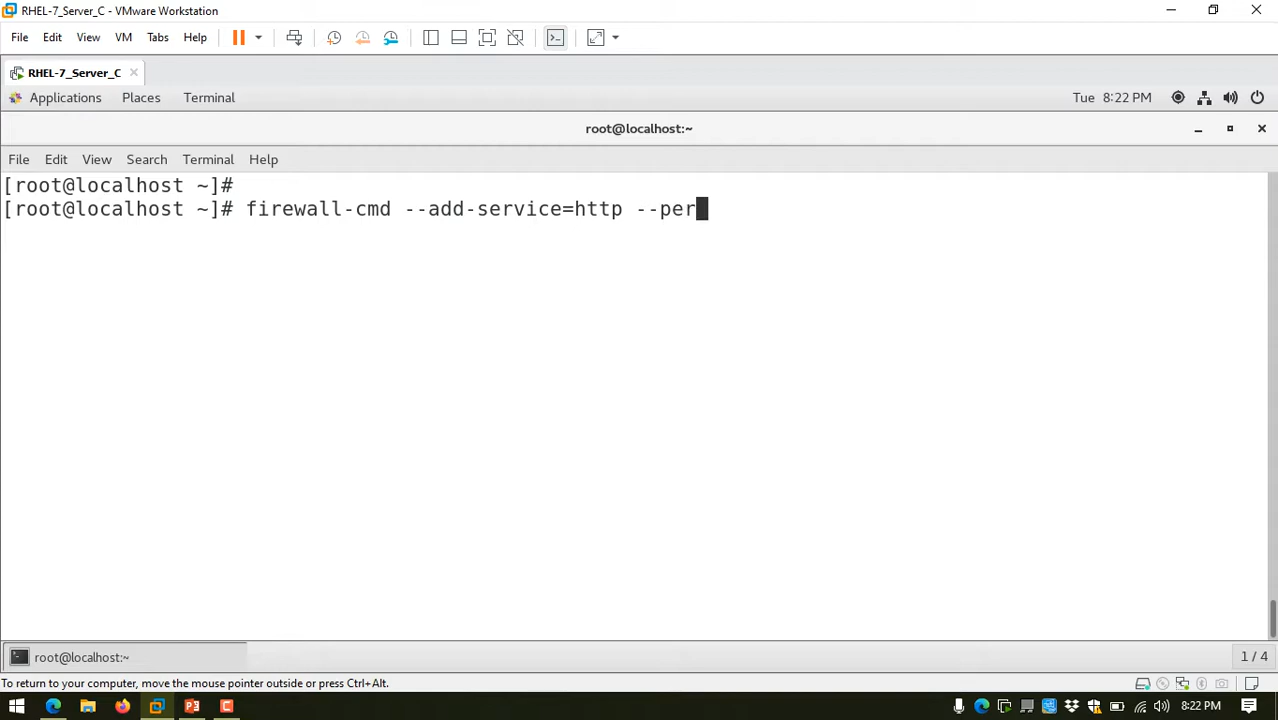 RHEL-7_Server_C - VMware Workstation
File Edit View VM Tabs Help
RHEL-7_Server_C
Applications Places Terminal Tue 8:22 PM
root@localhost:~
File Edit View Search Terminal Help
[root@localhost ~]#
[root@localhost ~]# firewall-cmd --add-service=http --per
root@localhost:~ 1 / 4
To return to your computer, move the mouse pointer outside or press Ctrl+Alt.
8:22 PM